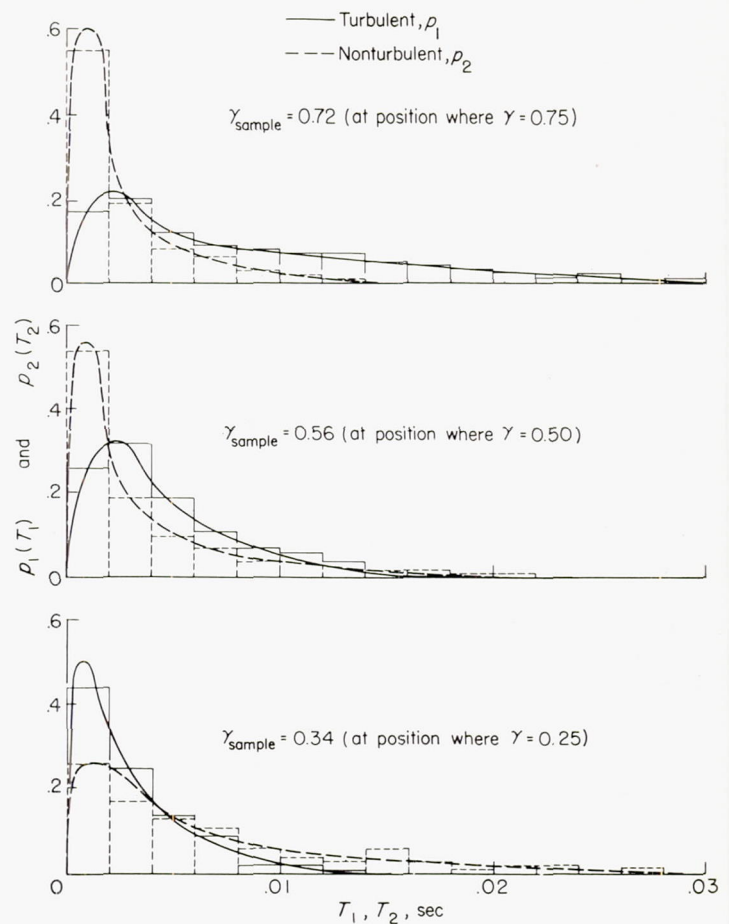 Turbulent, p₁
Nonturbulent, p₂
.6
.4
.2
0
γsample = 0.72 (at position where γ = 0.75)
p₁(T₁) and p₂(T₂)
.6
.4
.2
0
γsample = 0.56 (at position where γ = 0.50)
.6
.4
.2
0
γsample = 0.34 (at position where γ = 0.25)
0 .01 .02 .03
T₁, T₂, sec